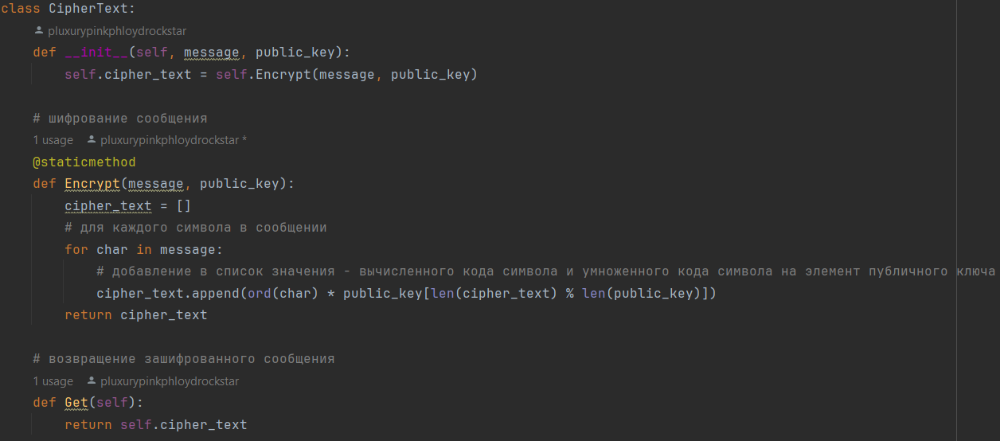 class CipherText:
pluxurypinkphloydrockstar
def __init__(self, message, public_key):
self.cipher_text = self.Encrypt(message, public_key)
# шифрование сообщения
1 usage pluxurypinkphloydrockstar *
@staticmethod
def Encrypt(message, public_key):
cipher_text = []
# для каждого символа в сообщении
for char in message:
# добавление в список значения - вычисленного кода символа и умноженного кода символа на элемент публичного ключа
cipher_text.append(ord(char) * public_key[len(cipher_text) % len(public_key)])
return cipher_text
# возвращение зашифрованного сообщения
1 usage pluxurypinkphloydrockstar
def Get(self):
return self.cipher_text